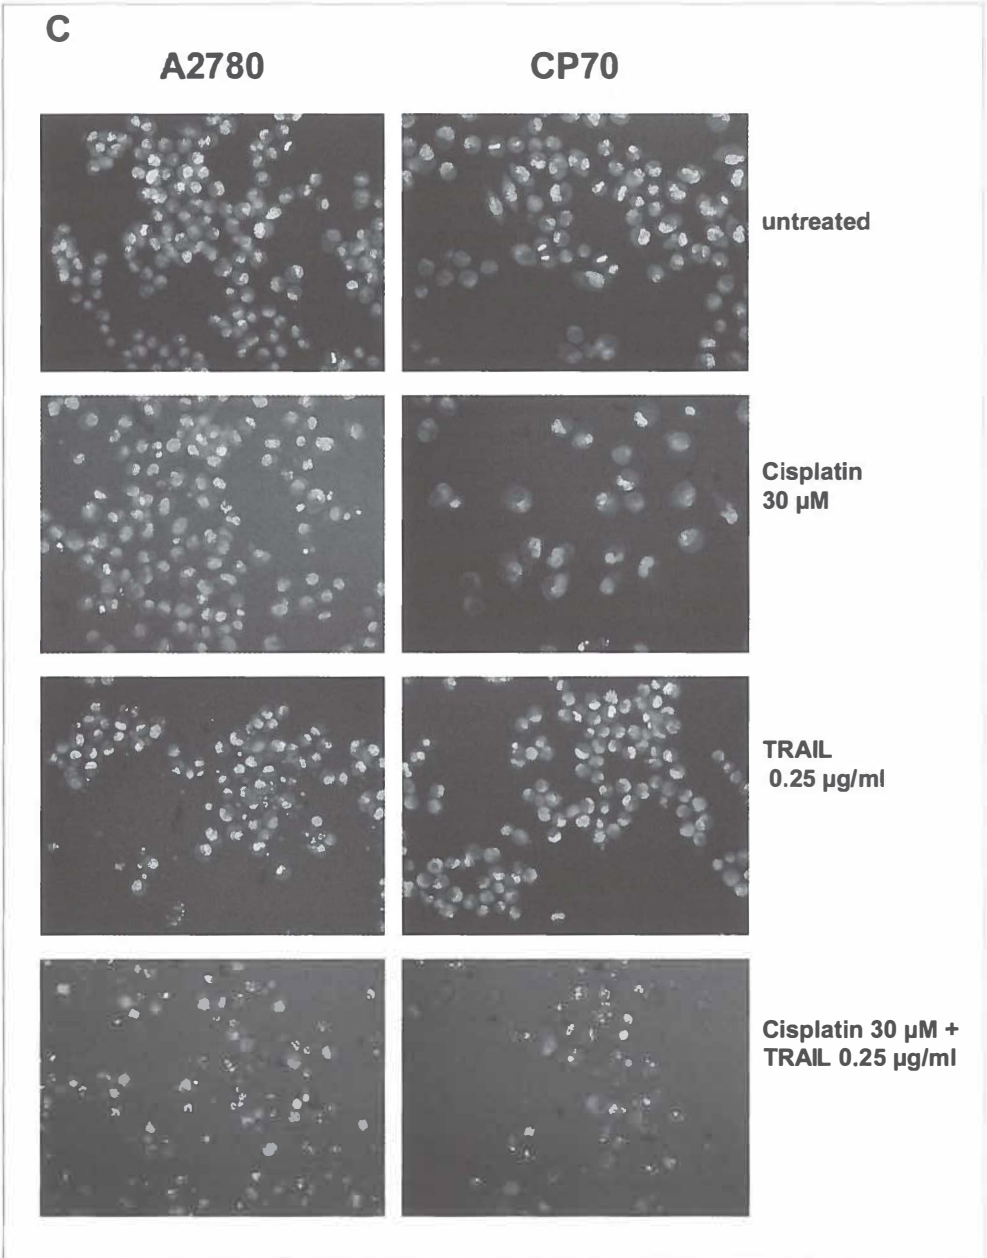 C
A2780
CP70
untreated
Cisplatin
30 µM
TRAIL
0.25 µg/ml
Cisplatin 30 µM +
TRAIL 0.25 µg/ml